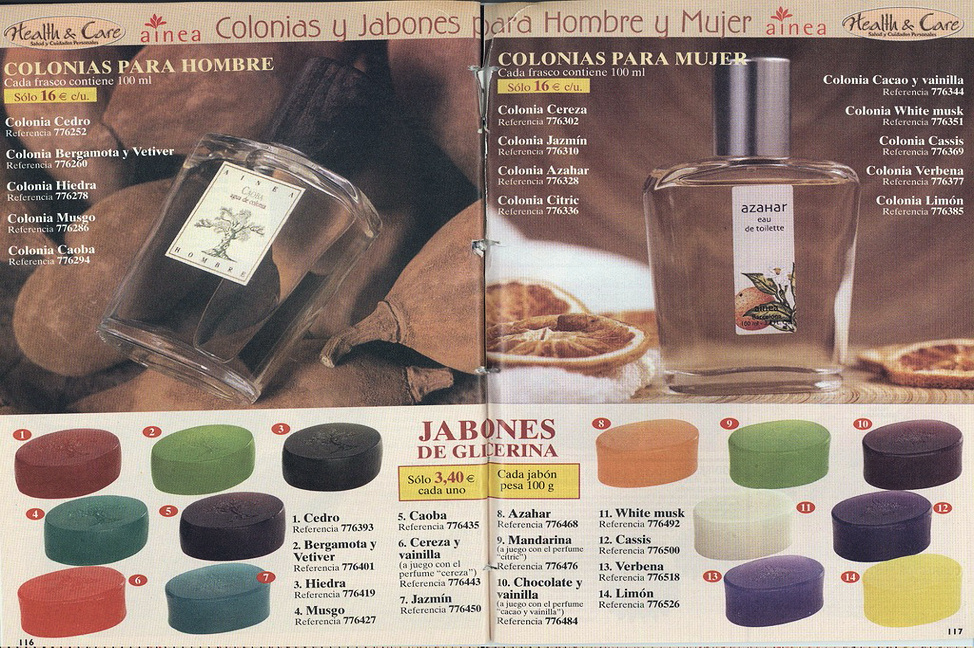 Health & Care
Salud y Cuidados Personales
ainea
Colonias y Jabones para Hombre y Mujer
ainea
Health & Care
Salud y Cuidados Personales
COLONIAS PARA HOMBRE
Cada frasco contiene 100 ml
Sólo 16 € c/u.
Colonia Cedro
Referencia 776252
Colonia Bergamota y Vetiver
Referencia 776260
Colonia Hiedra
Referencia 776278
Colonia Musgo
Referencia 776286
Colonia Caoba
Referencia 776294
AINEA
CAOBA
agua de colonia
HOMBRE
COLONIAS PARA MUJER
Cada frasco contiene 100 ml
Sólo 16 € c/u.
Colonia Cereza
Referencia 776302
Colonia Jazmín
Referencia 776310
Colonia Azahar
Referencia 776328
Colonia Citric
Referencia 776336
azaHar
eau
de toilette
ainea
Barcelona
Colonia Cacao y vainilla
Referencia 776344
Colonia White musk
Referencia 776351
Colonia Cassis
Referencia 776369
Colonia Verbena
Referencia 776377
Colonia Limón
Referencia 776385
JABONES
DE GLICERINA
Sólo 3,40 €
cada uno
Cada jabón
pesa 100 g
1
2
3
4
5
6
7
1. Cedro
Referencia 776393
2. Bergamota y
Vetiver
Referencia 776401
3. Hiedra
Referencia 776419
4. Musgo
Referencia 776427
5. Caoba
Referencia 776435
6. Cereza y
vainilla
(a juego con el
perfume “cereza”)
Referencia 776443
7. Jazmín
Referencia 776450
8. Azahar
Referencia 776468
9. Mandarina
(a juego con el perfume
“citric”)
Referencia 776476
10. Chocolate y
vainilla
(a juego con el perfume
“cacao y vainilla”)
Referencia 776484
11. White musk
Referencia 776492
12. Cassis
Referencia 776500
13. Verbena
Referencia 776518
14. Limón
Referencia 776526
8
9
10
11
12
13
14
116
117